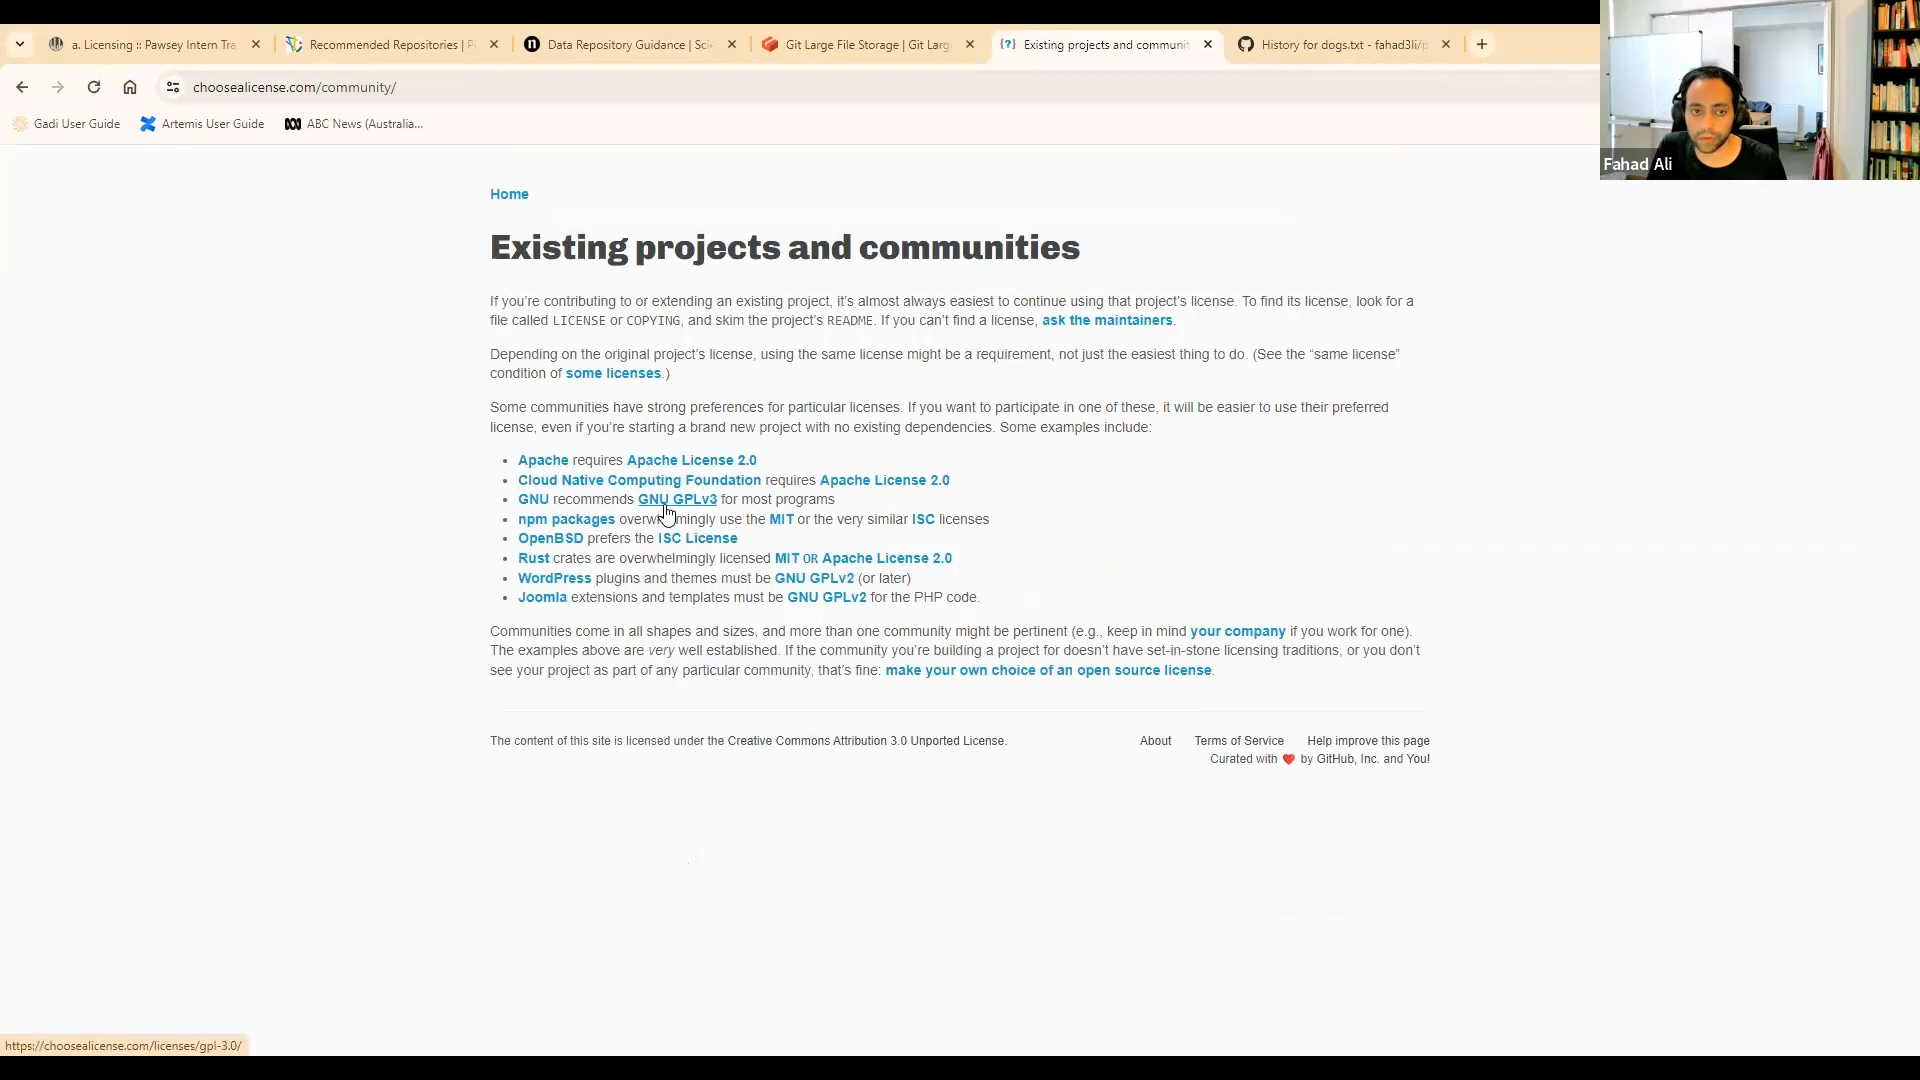 a. Licensing :: Pawsey Intern Tra
Recommended Repositories | P
Data Repository Guidance | Scie
Git Large File Storage | Git Larg
Existing projects and communit
History for dogs.txt - fahad3li/p
choosealicense.com/community/
Gadi User Guide
Artemis User Guide
ABC News (Australia...
Fahad Ali
Home
Existing projects and communities
If you’re contributing to or extending an existing project, it’s almost always easiest to continue using that project’s license. To find its license, look for a
file called LICENSE or COPYING, and skim the project’s README. If you can’t find a license, ask the maintainers.
Depending on the original project’s license, using the same license might be a requirement, not just the easiest thing to do. (See the “same license”
condition of some licenses.)
Some communities have strong preferences for particular licenses. If you want to participate in one of these, it will be easier to use their preferred
license, even if you’re starting a brand new project with no existing dependencies. Some examples include:
• Apache requires Apache License 2.0
• Cloud Native Computing Foundation requires Apache License 2.0
• GNU recommends GNU GPLv3 for most programs
• npm packages overwhelmingly use the MIT or the very similar ISC licenses
• OpenBSD prefers the ISC License
• Rust crates are overwhelmingly licensed MIT OR Apache License 2.0
• WordPress plugins and themes must be GNU GPLv2 (or later)
• Joomla extensions and templates must be GNU GPLv2 for the PHP code.
Communities come in all shapes and sizes, and more than one community might be pertinent (e.g., keep in mind your company if you work for one).
The examples above are very well established. If the community you’re building a project for doesn’t have set-in-stone licensing traditions, or you don’t
see your project as part of any particular community, that’s fine: make your own choice of an open source license.
The content of this site is licensed under the Creative Commons Attribution 3.0 Unported License.
About Terms of Service Help improve this page
Curated with ❤ by GitHub, Inc. and You!
https://choosealicense.com/licenses/gpl-3.0/